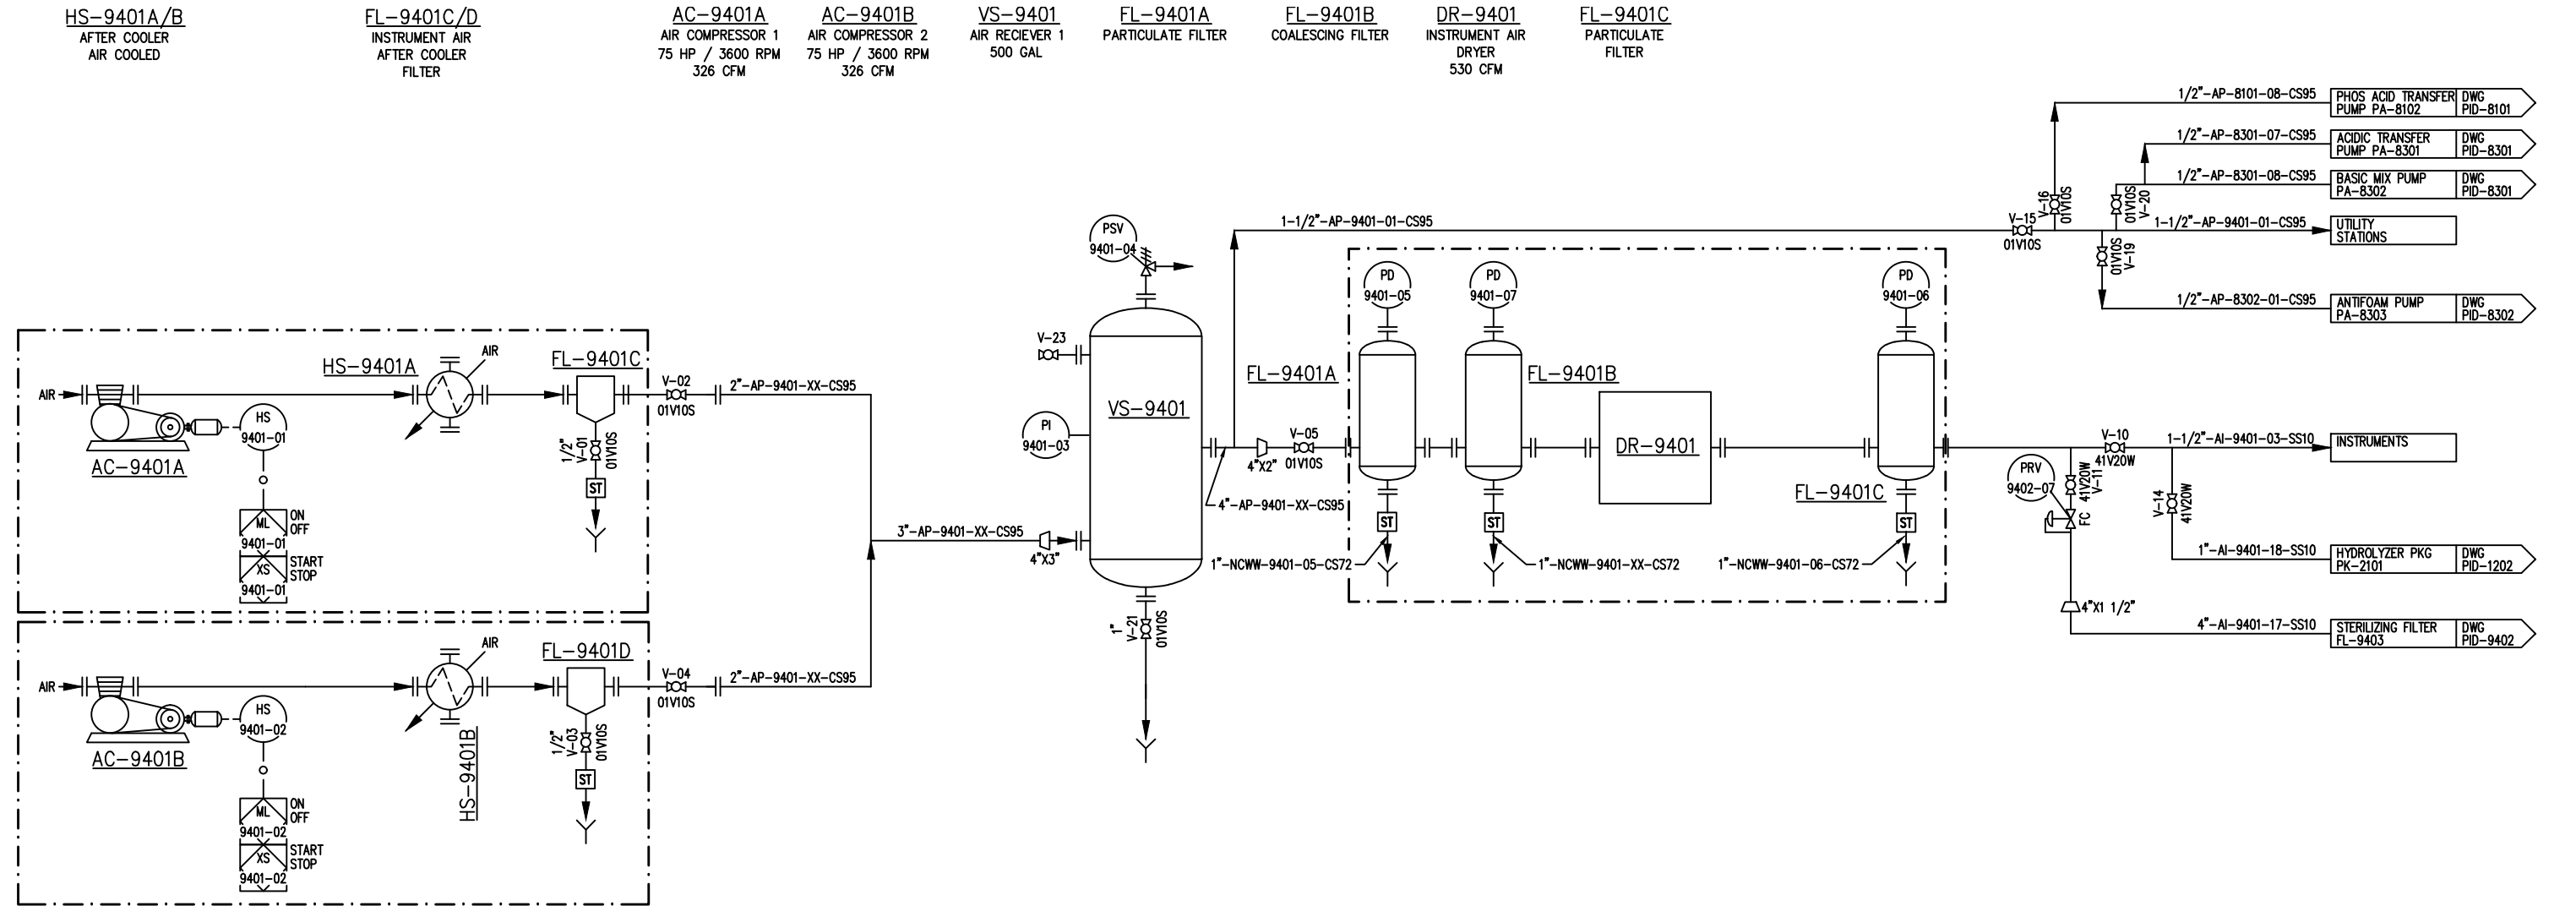 HS-9401A/B
AFTER COOLER
AIR COOLED
FL-9401C/D
INSTRUMENT AIR
AFTER COOLER
FILTER
AC-9401A
AIR COMPRESSOR 1
75 HP / 3600 RPM
326 CFM
AC-9401B
AIR COMPRESSOR 2
75 HP / 3600 RPM
326 CFM
VS-9401
AIR RECIEVER 1
500 GAL
FL-9401A
PARTICULATE FILTER
FL-9401B
COALESCING FILTER
DR-9401
INSTRUMENT AIR
DRYER
530 CFM
FL-9401C
PARTICULATE
FILTER
1/2"-AP-8101-08-CS95
PHOS ACID TRANSFER
PUMP PA-8102
DWG
PID-8101
1/2"-AP-8301-07-CS95
ACIDIC TRANSFER
PUMP PA-8301
DWG
PID-8301
1/2"-AP-8301-08-CS95
BASIC MIX PUMP
PA-8302
DWG
PID-8301
V-16
01V10S
01V10S
V-20
V-15
01V10S
1-1/2"-AP-9401-01-CS95
1-1/2"-AP-9401-01-CS95
UTILITY
STATIONS
01V10S
V-19
1/2"-AP-8302-01-CS95
ANTIFOAM PUMP
PA-8303
DWG
PID-8302
PSV
9401-04
PD
9401-05
PD
9401-07
PD
9401-06
V-23
PI
9401-03
VS-9401
FL-9401A
FL-9401B
DR-9401
FL-9401C
4"X2"
V-05
01V10S
4"-AP-9401-XX-CS95
ST
ST
ST
1"-NCWW-9401-05-CS72
1"-NCWW-9401-XX-CS72
1"-NCWW-9401-06-CS72
V-10
41V20W
1-1/2"-AI-9401-03-SS10
INSTRUMENTS
PRV
9402-07
41V20W
V-11
FC
V-14
41V20W
1"-AI-9401-18-SS10
HYDROLYZER PKG
PK-2101
DWG
PID-1202
4"X1 1/2"
4"-AI-9401-17-SS10
STERILIZING FILTER
FL-9403
DWG
PID-9402
AIR
AC-9401A
HS
9401-01
ML
9401-01
ON
OFF
XS
9401-01
START
STOP
HS-9401A
AIR
FL-9401C
1/2"
V-01
01V10S
ST
V-02
01V10S
2"-AP-9401-XX-CS95
3"-AP-9401-XX-CS95
4"X3"
1"
V-21
01V10S
AIR
AC-9401B
HS
9401-02
ML
9401-02
ON
OFF
XS
9401-02
START
STOP
HS-9401B
AIR
FL-9401D
1/2"
V-03
01V10S
ST
V-04
01V10S
2"-AP-9401-XX-CS95